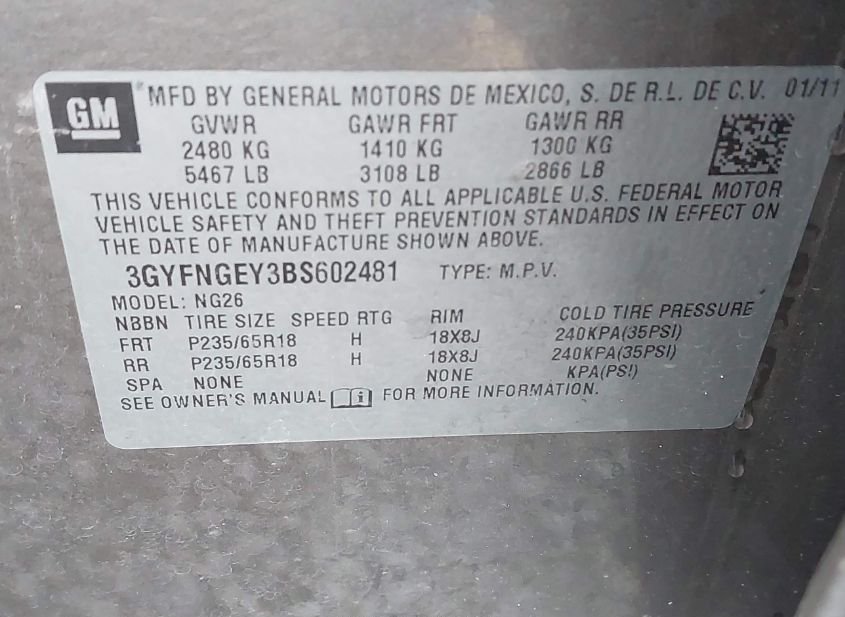 GM MFD BY GENERAL MOTORS DE MEXICO, S. DE R.L. DE C.V. 01/11
GVWR GAWR FRT GAWR RR
2480 KG 1410 KG 1300 KG
5467 LB 3108 LB 2866 LB
THIS VEHICLE CONFORMS TO ALL APPLICABLE U.S. FEDERAL MOTOR
VEHICLE SAFETY AND THEFT PREVENTION STANDARDS IN EFFECT ON
THE DATE OF MANUFACTURE SHOWN ABOVE.
3GYFNGEY3BS602481 TYPE: M.P.V.
MODEL: NG26
NBBN TIRE SIZE SPEED RTG RIM COLD TIRE PRESSURE
FRT P235/65R18 H 18X8J 240KPA(35PSI)
RR P235/65R18 H 18X8J 240KPA(35PSI)
SPA NONE NONE KPA(PSI)
SEE OWNER'S MANUAL i FOR MORE INFORMATION.